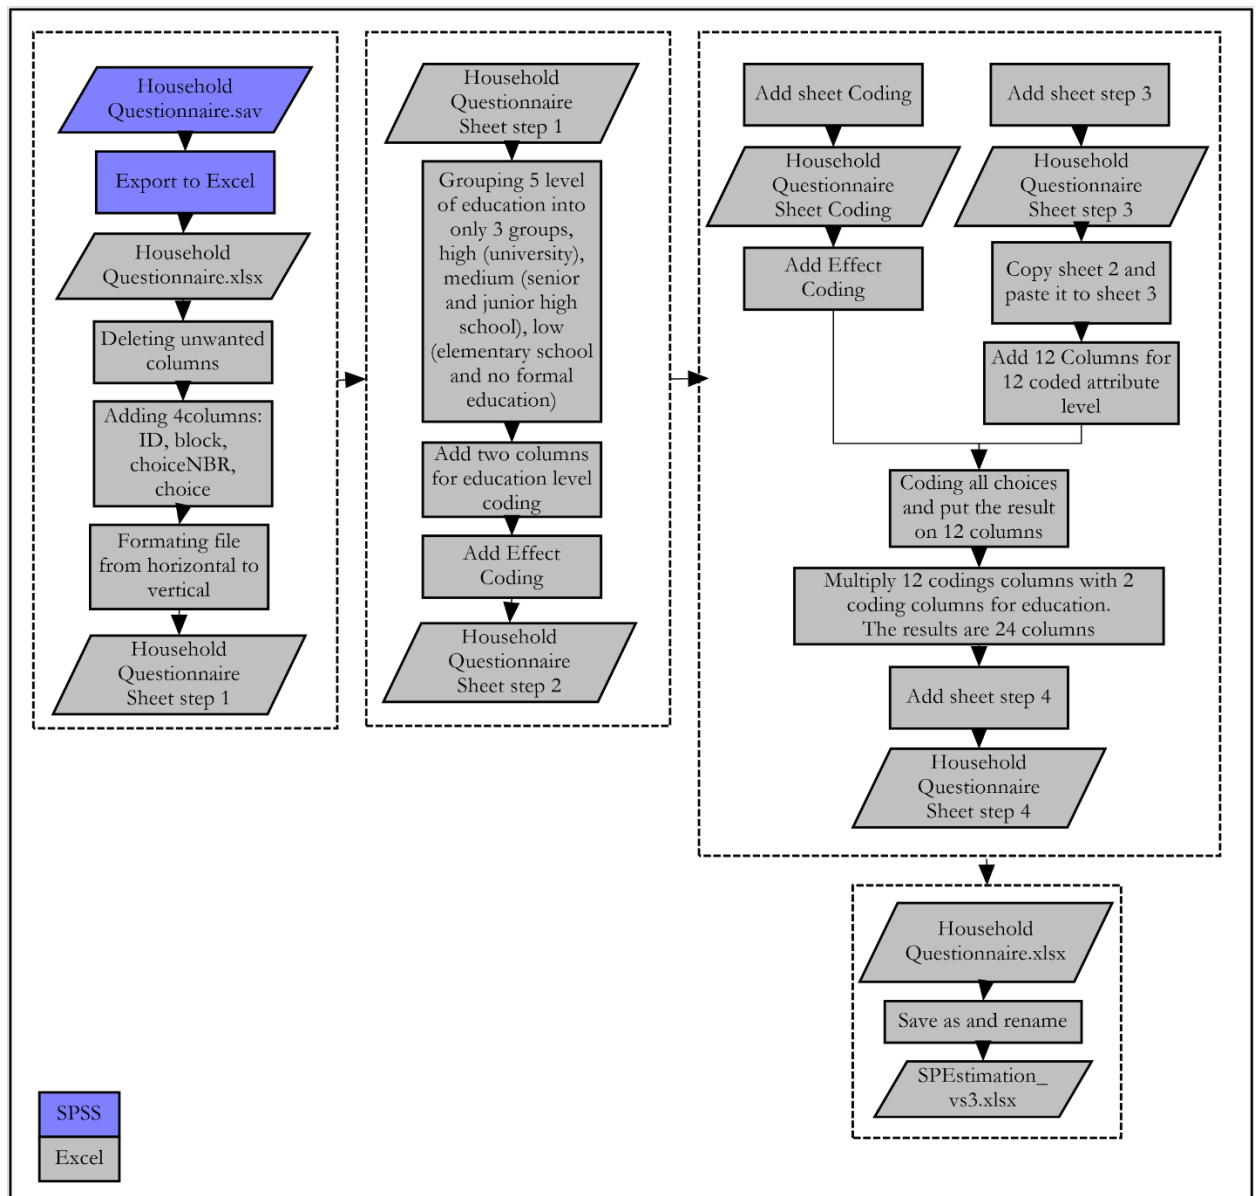 Household
Questionnaire.sav
Export to Excel
Household
Questionnaire.xlsx
Deleting unwanted
columns
Adding 4columns:
ID, block,
choiceNBR,
choice
Formating file
from horizontal to
vertical
Household
Questionnaire
Sheet step 1
Household
Questionnaire
Sheet step 1
Grouping 5 level
of education into
only 3 groups,
high (university),
medium (senior
and junior high
school), low
(elementary school
and no formal
education)
Add two columns
for education level
coding
Add Effect
Coding
Household
Questionnaire
Sheet step 2
Add sheet Coding
Household
Questionnaire
Sheet Coding
Add Effect
Coding
Add sheet step 3
Household
Questionnaire
Sheet step 3
Copy sheet 2 and
paste it to sheet 3
Add 12 Columns for
12 coded attribute
level
Coding all choices
and put the result
on 12 columns
Multiply 12 codings columns with 2
coding columns for education.
The results are 24 columns
Add sheet step 4
Household
Questionnaire
Sheet step 4
Household
Questionnaire.xlsx
Save as and rename
SPEstimation_
vs3.xlsx
SPSS
Excel